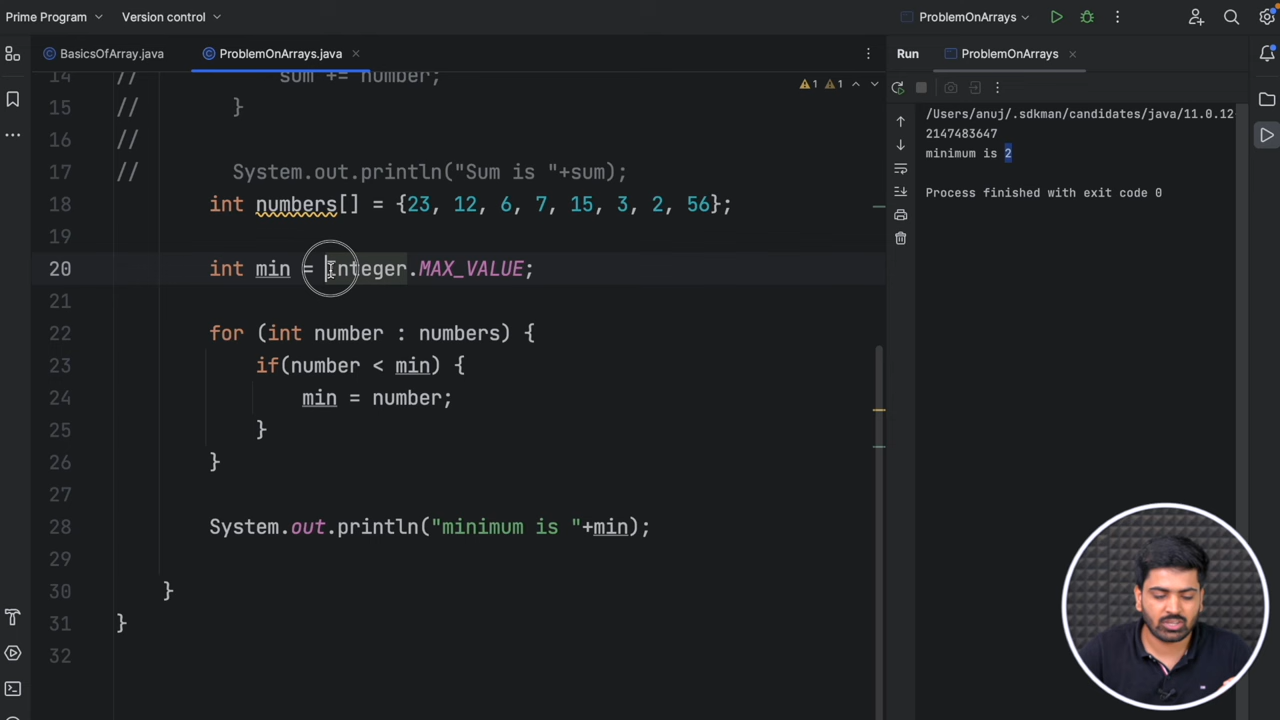 Prime Program
Version control
ProblemOnArrays
BasicsOfArray.java
ProblemOnArrays.java
14 // sum += number;
15 // }
16 //
17 // System.out.println("Sum is "+sum);
18 int numbers[] = {23, 12, 6, 7, 15, 3, 2, 56};
19
20 int min = Integer.MAX_VALUE;
21
22 for (int number : numbers) {
23 if(number < min) {
24 min = number;
25 }
26 }
27
28 System.out.println("minimum is "+min);
29
30 }
31 }
32
1
1
Run
ProblemOnArrays
/Users/anuj/.sdkman/candidates/java/11.0.12
2147483647
minimum is 2
Process finished with exit code 0